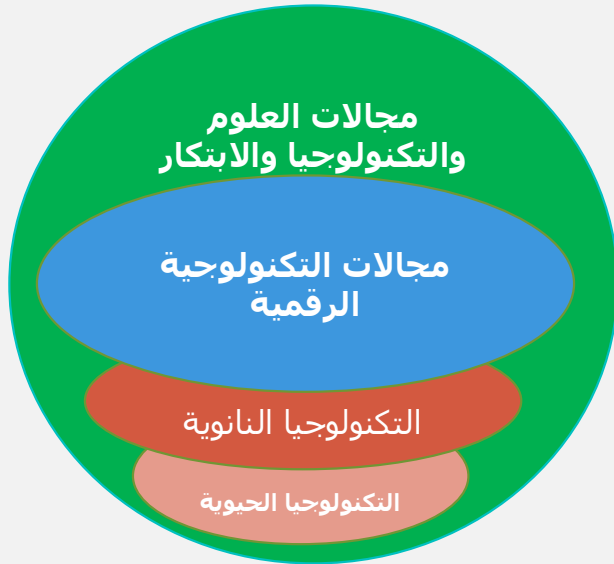 مجالات العلوم
والتكنولوجيا والابتكار
مجالات التكنولوجية
الرقمية
التكنولوجيا النانوية
التكنولوجيا الحيوية